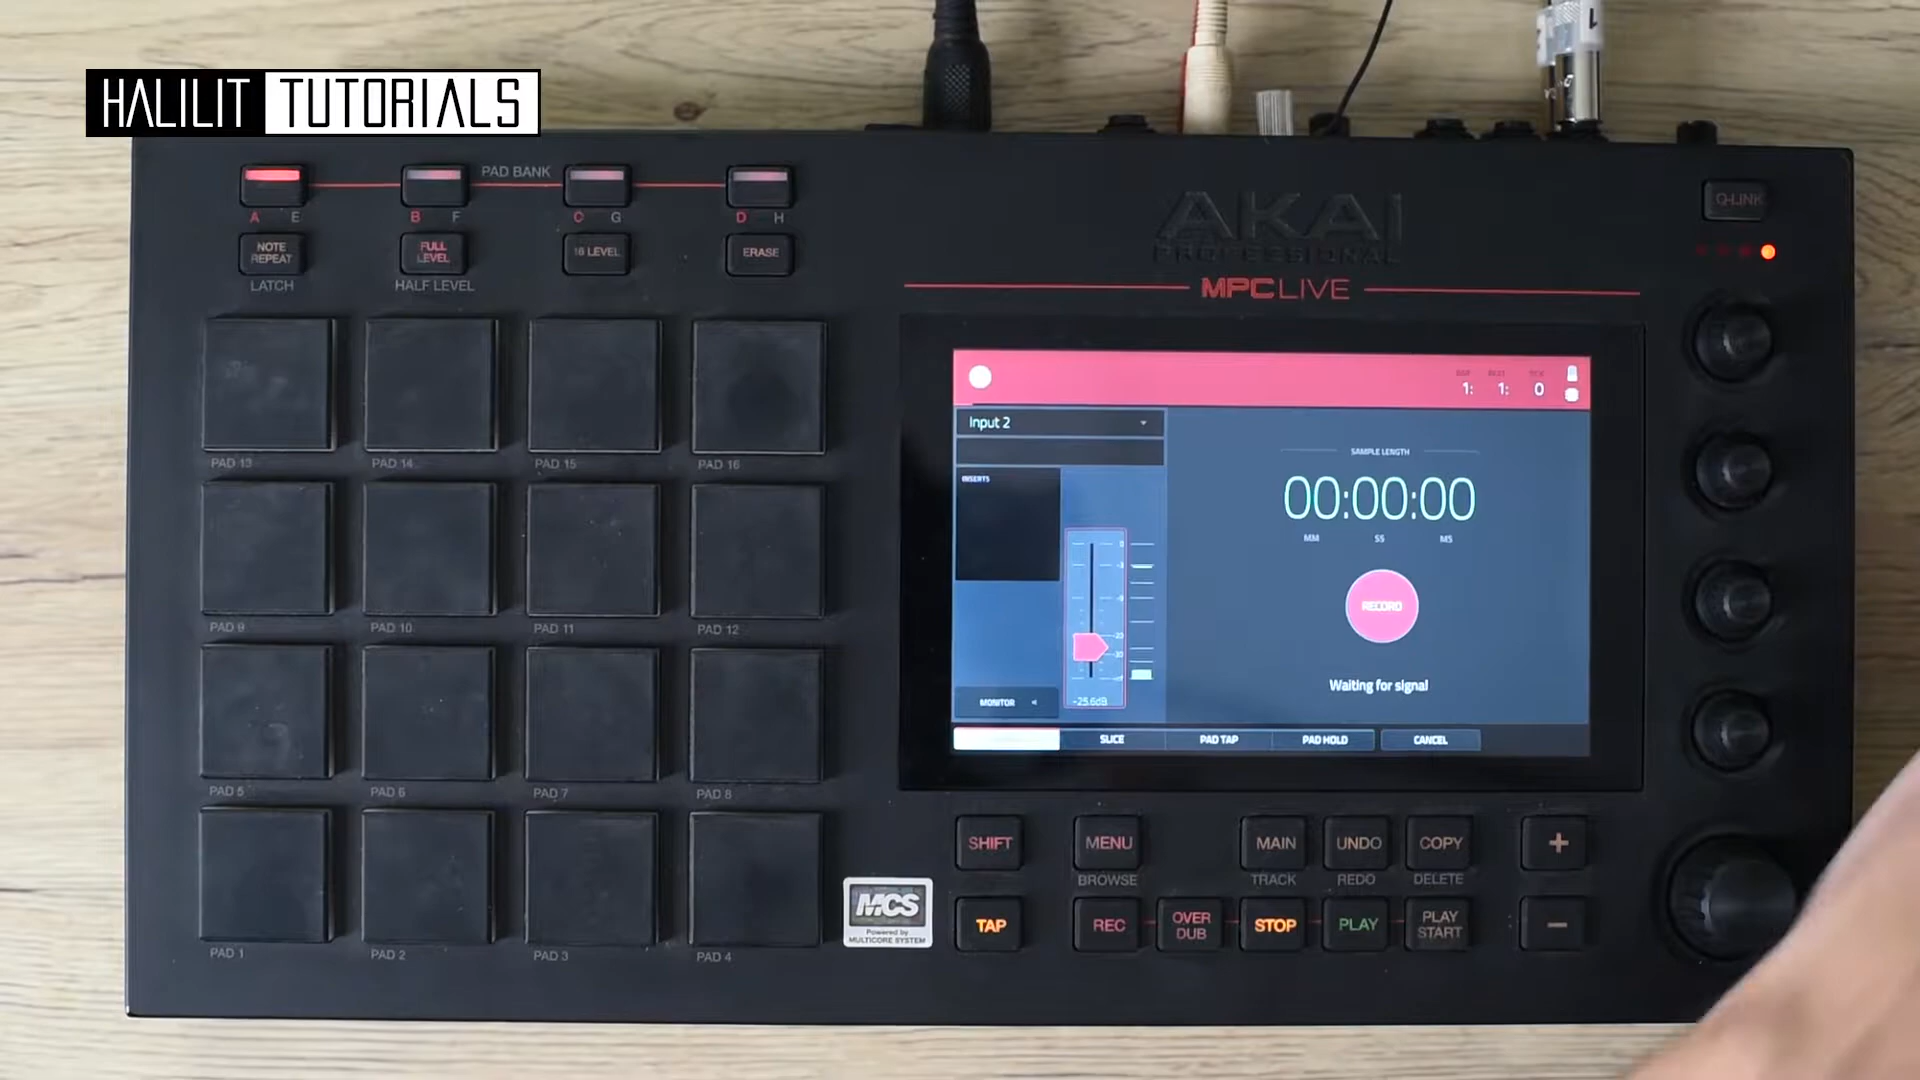 HALILIT TUTORIALS
PAD BANK
A E B F C G D H
NOTE REPEAT
FULL LEVEL
16 LEVEL
ERASE
LATCH
HALF LEVEL
AKAI
PROFESSIONAL
MPC LIVE
Q-LINK
PAD 13 PAD 14 PAD 15 PAD 16
PAD 9 PAD 10 PAD 11 PAD 12
PAD 5 PAD 6 PAD 7 PAD 8
PAD 1 PAD 2 PAD 3 PAD 4
1: 1: 0
Input 2
INSERTS
SAMPLE LENGTH
00:00:00
MM SS MS
RECORD
Waiting for signal
MONITOR
-25.6dB
SLICE PAD TAP PAD HOLD CANCEL
MCS
Powered by
MULTICORE SYSTEM
SHIFT MENU MAIN UNDO COPY +
BROWSE TRACK REDO DELETE
TAP REC OVER DUB STOP PLAY PLAY START −